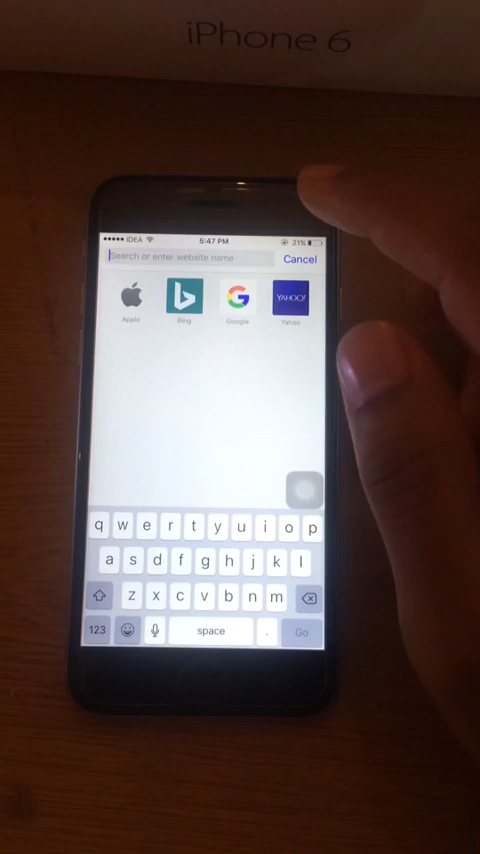 iPhone 6
IDEA 5:47 PM 21%
Search or enter website name Cancel
YAHOO!
Apple Bing Google Yahoo
q w e r t y u i o p
a s d f g h j k l
z x c v b n m
123 space . Go